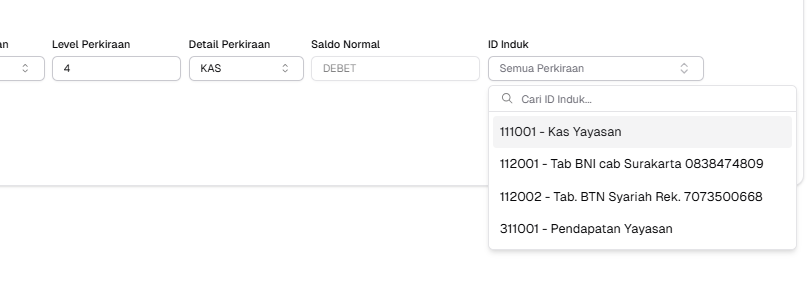 an
Level Perkiraan
Detail Perkiraan
Saldo Normal
ID Induk
4
KAS
DEBET
Semua Perkiraan
Cari ID Induk...
111001 - Kas Yayasan
112001 - Tab BNI cab Surakarta 0838474809
112002 - Tab. BTN Syariah Rek. 7073500668
311001 - Pendapatan Yayasan